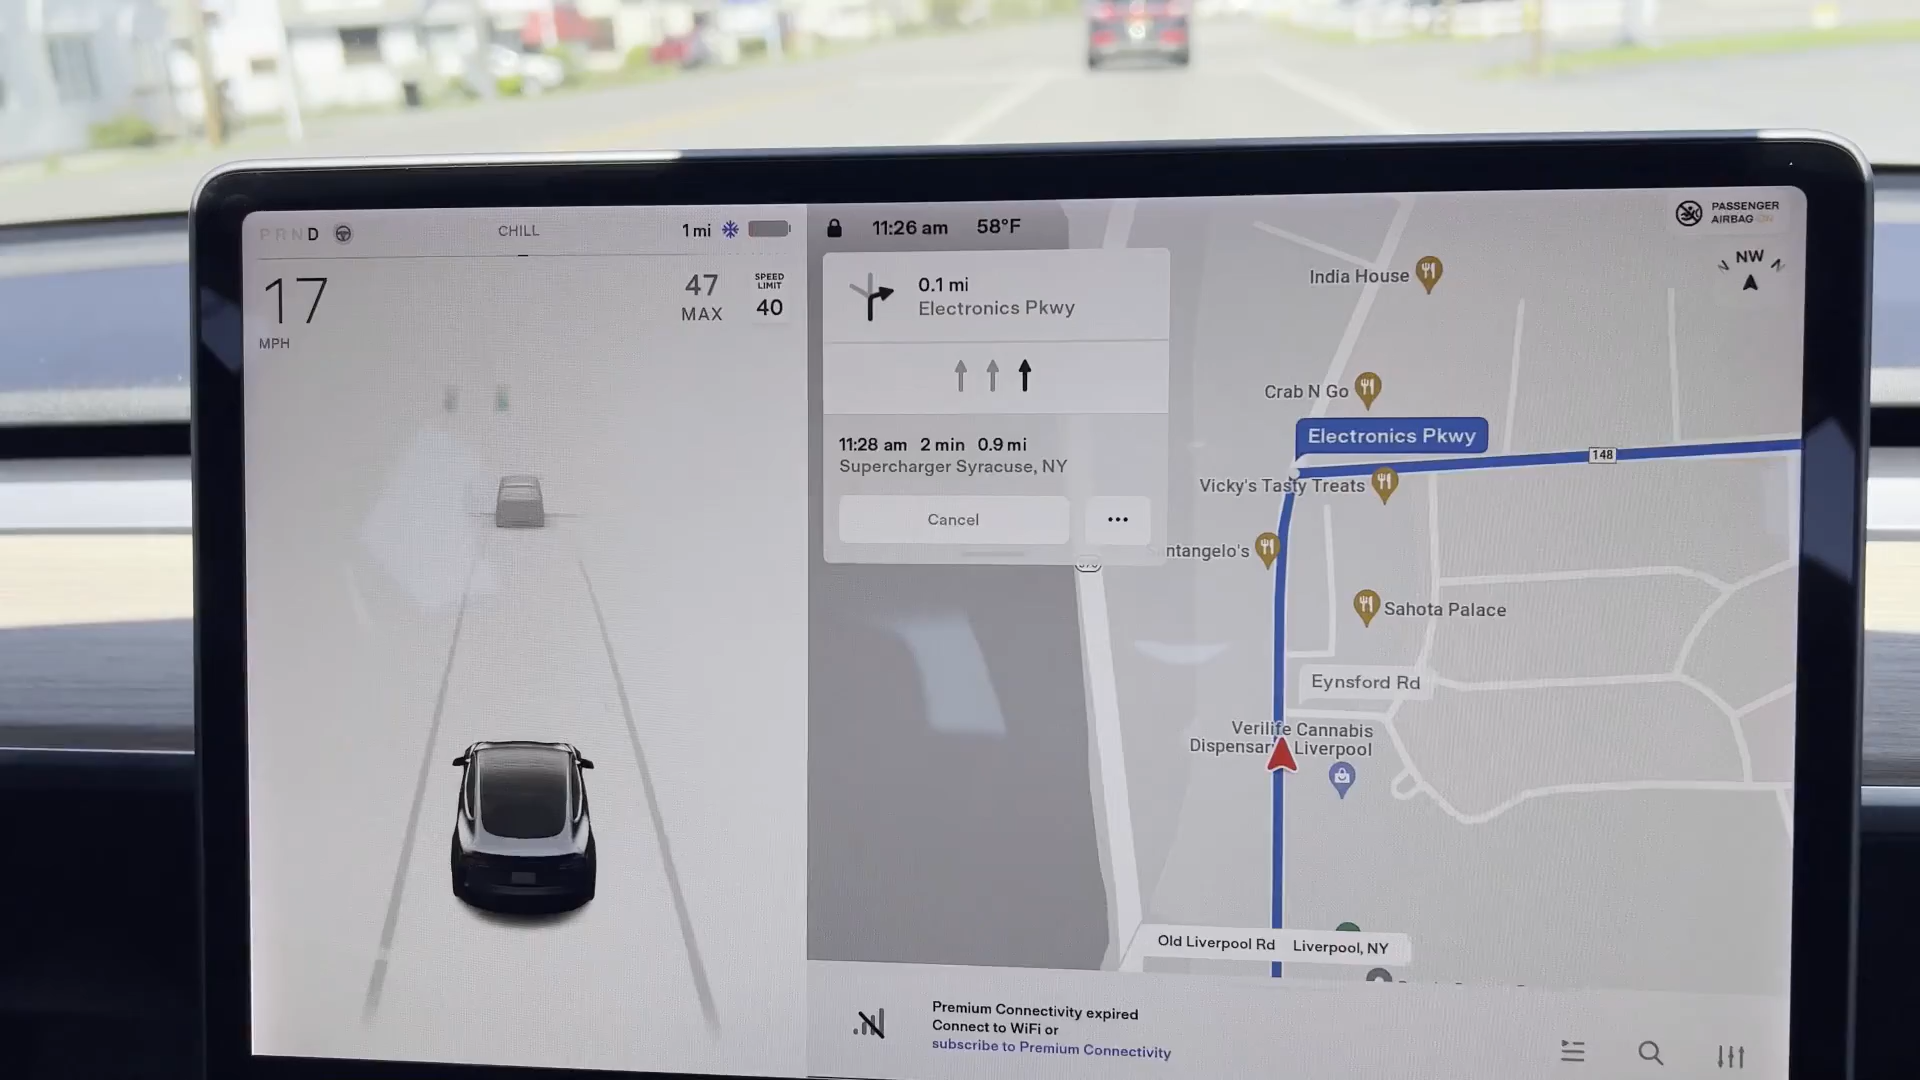 PRND
CHILL
1 mi
17
MPH
47
MAX
SPEED
LIMIT
40
11:26 am
58°F
PASSENGER
AIRBAG ON
NW
0.1 mi
Electronics Pkwy
11:28 am 2 min 0.9 mi
Supercharger Syracuse, NY
Cancel
India House
Crab N Go
Electronics Pkwy
148
Vicky's Tasty Treats
ntangelo's
Sahota Palace
Eynsford Rd
Verilife Cannabis
Dispensary Liverpool
Old Liverpool Rd Liverpool, NY
Premium Connectivity expired
Connect to WiFi or
subscribe to Premium Connectivity